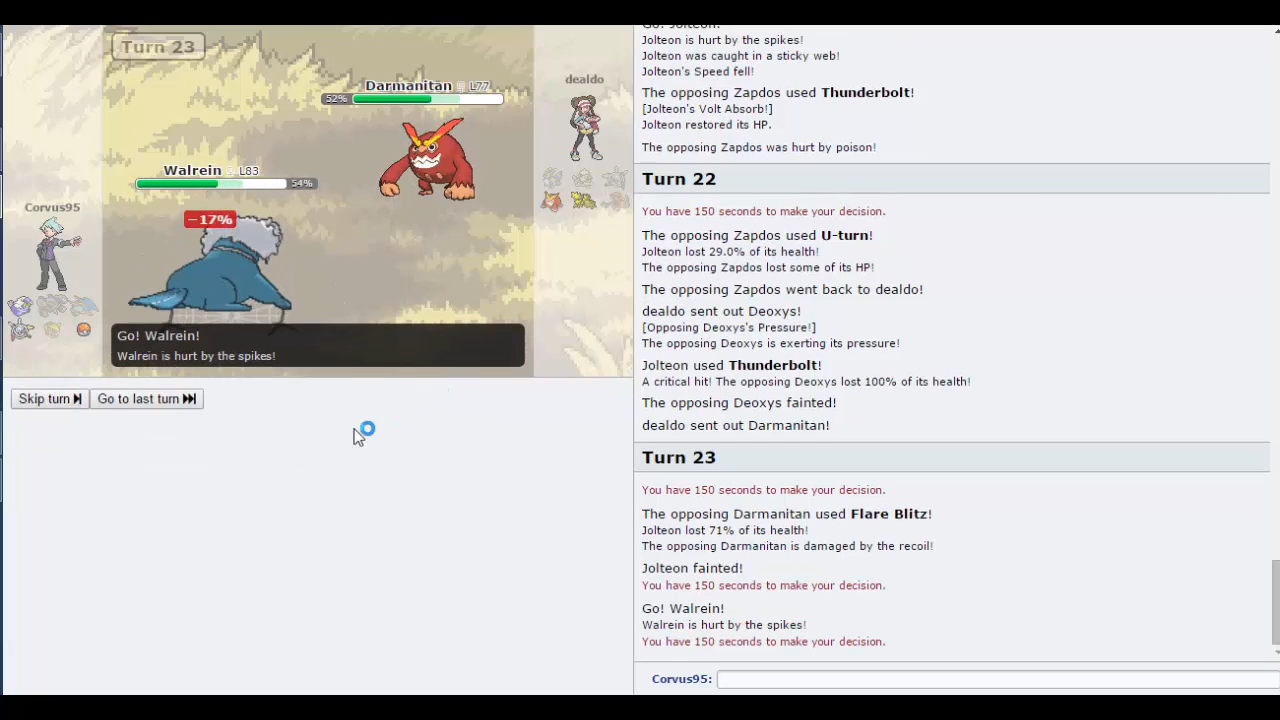 Turn 23
Darmanitan L77
52%
dealdo
Walrein L83
54%
Corvus95
−17%
Go! Walrein!
Walrein is hurt by the spikes!
Skip turn
Go to last turn
Go! Jolteon!
Jolteon is hurt by the spikes!
Jolteon was caught in a sticky web!
Jolteon's Speed fell!
The opposing Zapdos used Thunderbolt!
[Jolteon's Volt Absorb!]
Jolteon restored its HP.
The opposing Zapdos was hurt by poison!
Turn 22
You have 150 seconds to make your decision.
The opposing Zapdos used U-turn!
Jolteon lost 29.0% of its health!
The opposing Zapdos lost some of its HP!
The opposing Zapdos went back to dealdo!
dealdo sent out Deoxys!
[Opposing Deoxys's Pressure!]
The opposing Deoxys is exerting its pressure!
Jolteon used Thunderbolt!
A critical hit! The opposing Deoxys lost 100% of its health!
The opposing Deoxys fainted!
dealdo sent out Darmanitan!
Turn 23
You have 150 seconds to make your decision.
The opposing Darmanitan used Flare Blitz!
Jolteon lost 71% of its health!
The opposing Darmanitan is damaged by the recoil!
Jolteon fainted!
You have 150 seconds to make your decision.
Go! Walrein!
Walrein is hurt by the spikes!
You have 150 seconds to make your decision.
Corvus95: